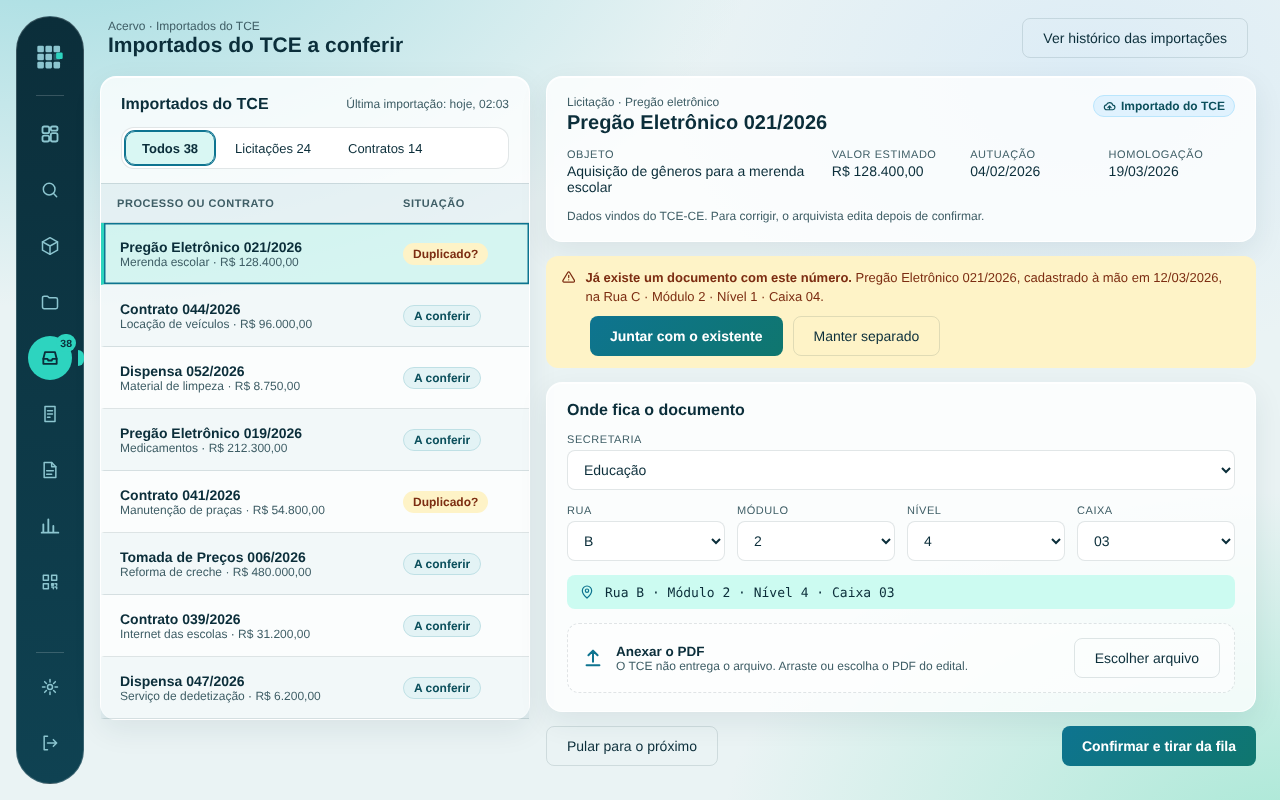 Acervo · Importados do TCE
Importados do TCE a conferir
Ver histórico das importações
38
Importados do TCE
Última importação: hoje, 02:03
Todos 38
Licitações 24
Contratos 14
PROCESSO OU CONTRATO
SITUAÇÃO
Pregão Eletrônico 021/2026
Merenda escolar · R$ 128.400,00
Duplicado?
Contrato 044/2026
Locação de veículos · R$ 96.000,00
A conferir
Dispensa 052/2026
Material de limpeza · R$ 8.750,00
A conferir
Pregão Eletrônico 019/2026
Medicamentos · R$ 212.300,00
A conferir
Contrato 041/2026
Manutenção de praças · R$ 54.800,00
Duplicado?
Tomada de Preços 006/2026
Reforma de creche · R$ 480.000,00
A conferir
Contrato 039/2026
Internet das escolas · R$ 31.200,00
A conferir
Dispensa 047/2026
Serviço de dedetização · R$ 6.200,00
A conferir
Licitação · Pregão eletrônico
Pregão Eletrônico 021/2026
Importado do TCE
OBJETO
Aquisição de gêneros para a merenda
escolar
VALOR ESTIMADO
R$ 128.400,00
AUTUAÇÃO
04/02/2026
HOMOLOGAÇÃO
19/03/2026
Dados vindos do TCE-CE. Para corrigir, o arquivista edita depois de confirmar.
Já existe um documento com este número. Pregão Eletrônico 021/2026, cadastrado à mão em 12/03/2026,
na Rua C · Módulo 2 · Nível 1 · Caixa 04.
Juntar com o existente
Manter separado
Onde fica o documento
SECRETARIA
Educação
RUA
MÓDULO
NÍVEL
CAIXA
B
2
4
03
Rua B · Módulo 2 · Nível 4 · Caixa 03
Anexar o PDF
O TCE não entrega o arquivo. Arraste ou escolha o PDF do edital.
Escolher arquivo
Pular para o próximo
Confirmar e tirar da fila